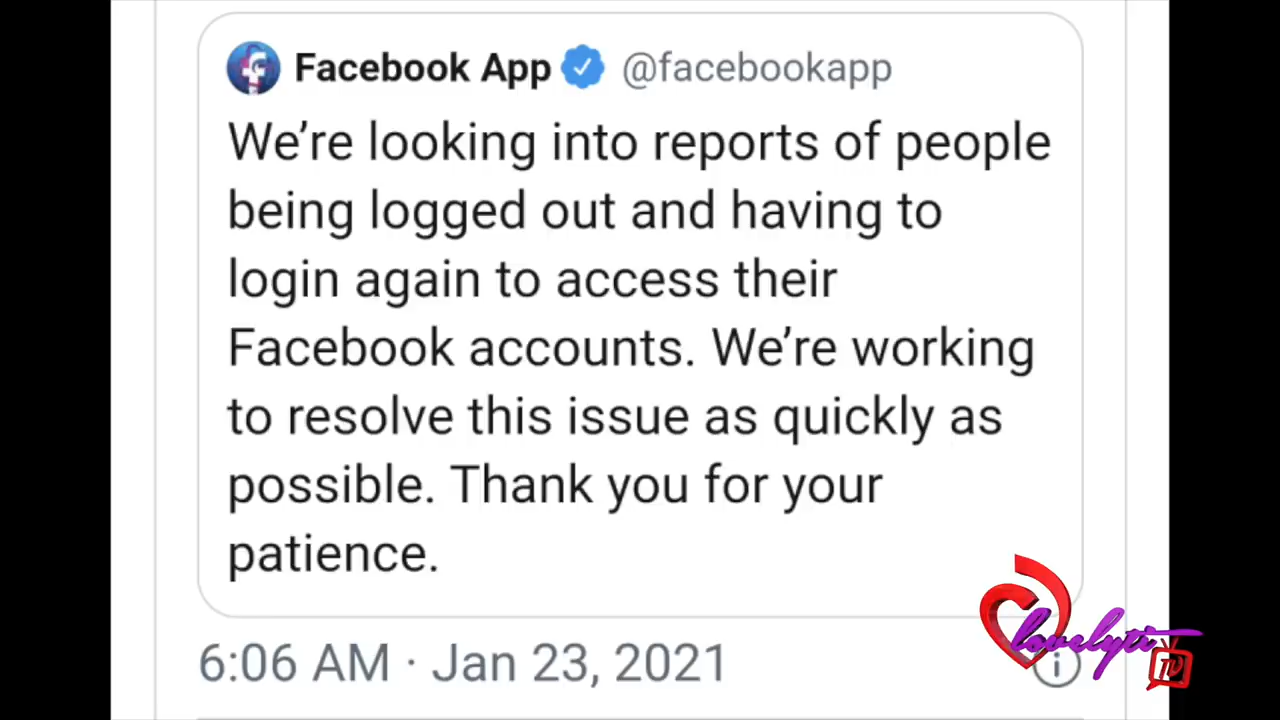 Facebook App @facebookapp
We're looking into reports of people
being logged out and having to
login again to access their
Facebook accounts. We're working
to resolve this issue as quickly as
possible. Thank you for your
patience.
6:06 AM · Jan 23, 2021
lovelyti
TV